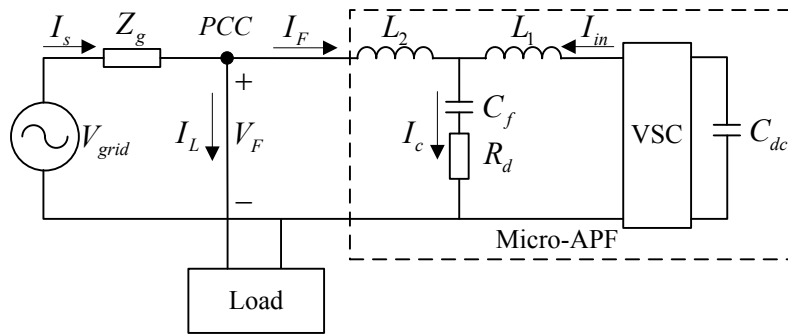 I_s Z_g PCC I_F L_2 L_1 I_in
+
C_f
I_L V_F I_c VSC C_dc
V_grid R_d
−
Micro-APF
Load